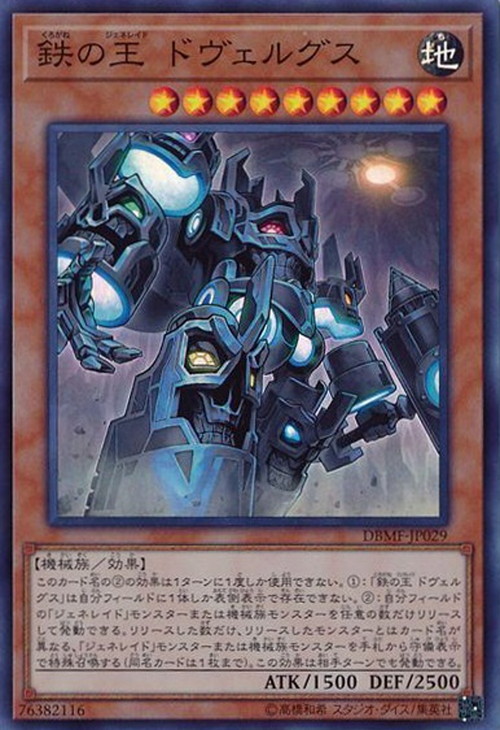 鉄の王 ドヴェルグス
くろがね ジェネレイド
地
DBMF-JP029
【機械族／効果】
このカード名の②の効果は1ターンに1度しか使用できない。①：「鉄の王 ドヴェル
グス」は自分フィールドに1体しか表側表示で存在できない。②：自分フィールド
の「ジェネレイド」モンスターまたは機械族モンスターを任意の数だけリリース
して発動できる。リリースした数だけ、リリースしたモンスターとはカード名が
異なる、「ジェネレイド」モンスターまたは機械族モンスターを手札から守備表示
で特殊召喚する（同名カードは1枚まで）。この効果は相手ターンでも発動できる。
ATK/1500 DEF/2500
76382116
©高橋和希 スタジオ・ダイス/集英社